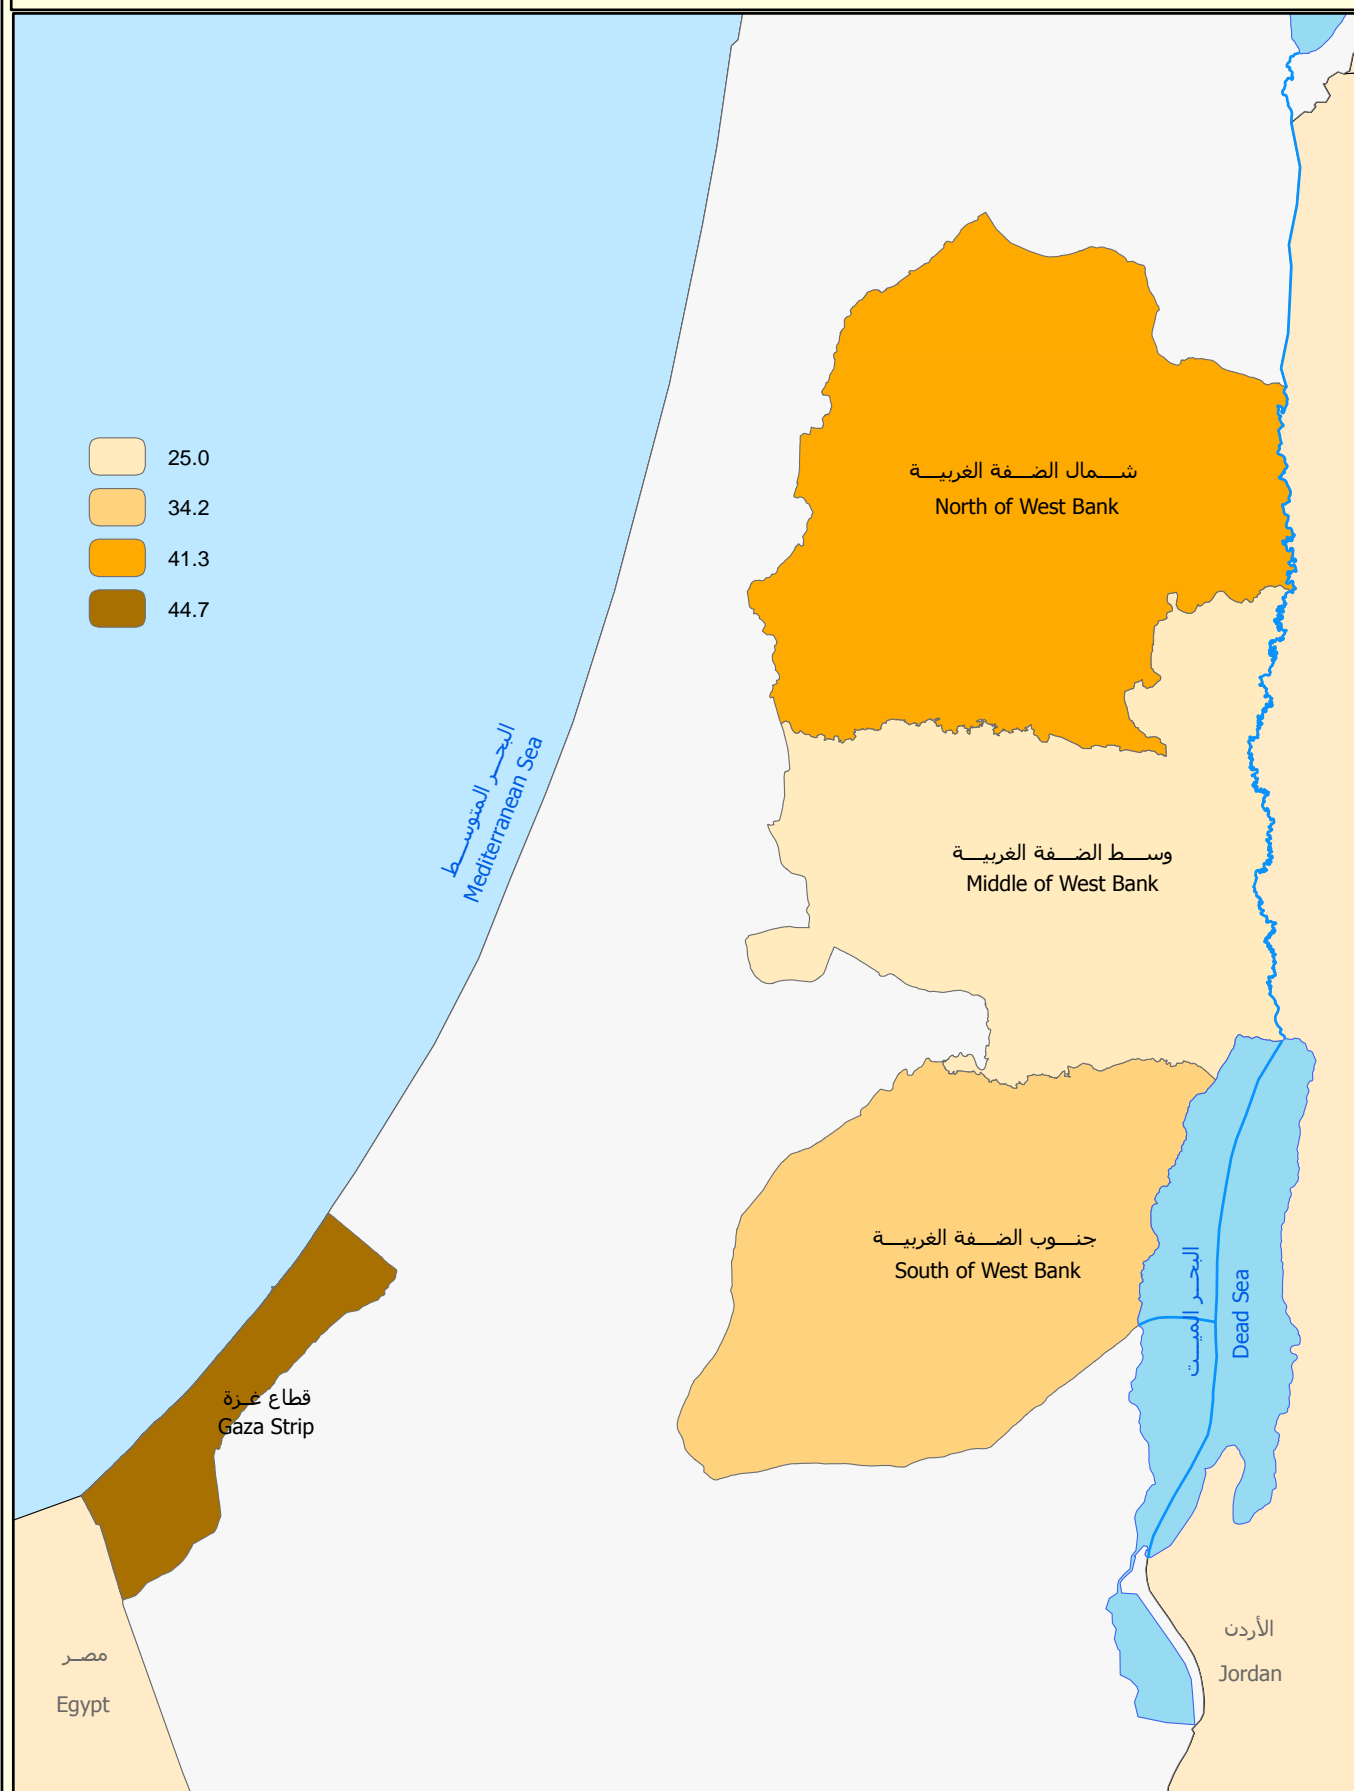 25.0
34.2
41.3
44.7
شـــمال الضـــفة الغربيـــة
North of West Bank
البحـــر المتوســـط
Mediterranean Sea
وســـط الضـــفة الغربيـــة
Middle of West Bank
جنـــوب الضـــفة الغربيـــة
South of West Bank
البحـــر الميـــت
Dead Sea
قطاع غـزة
Gaza Strip
مصـر
Egypt
الأردن
Jordan